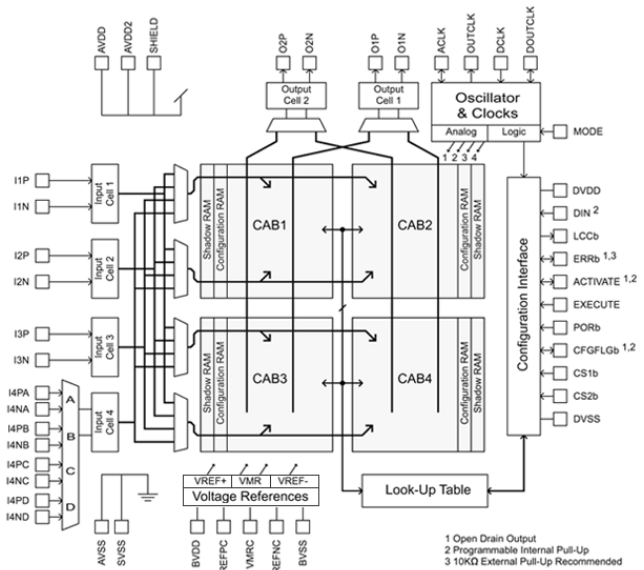 AVDD
AVDD2
SHIELD
O2P
O2N
O1P
O1N
ACLK
OUTCLK
DCLK
DOUTCLK
Output Cell 2
Output Cell 1
Oscillator & Clocks
Analog
Logic
MODE
1 2 3 4
I1P
I1N
Input Cell 1
I2P
I2N
Input Cell 2
I3P
I3N
Input Cell 3
I4PA
I4NA
I4PB
I4NB
I4PC
I4NC
I4PD
I4ND
A
B
C
D
Input Cell 4
Shadow RAM
Configuration RAM
CAB1
CAB2
Configuration RAM
Shadow RAM
Shadow RAM
Configuration RAM
CAB3
CAB4
Configuration RAM
Shadow RAM
Configuration Interface
DVDD
DIN 2
LCCb
ERRb 1,3
ACTIVATE 1,2
EXECUTE
PORb
CFGFLGb 1,2
CS1b
CS2b
DVSS
VREF+
VMR
VREF-
Voltage References
Look-Up Table
AVSS
SVSS
BVDD
REFPC
VMRC
REFNC
BVSS
1 Open Drain Output
2 Programmable Internal Pull-Up
3 10KΩ External Pull-Up Recommended